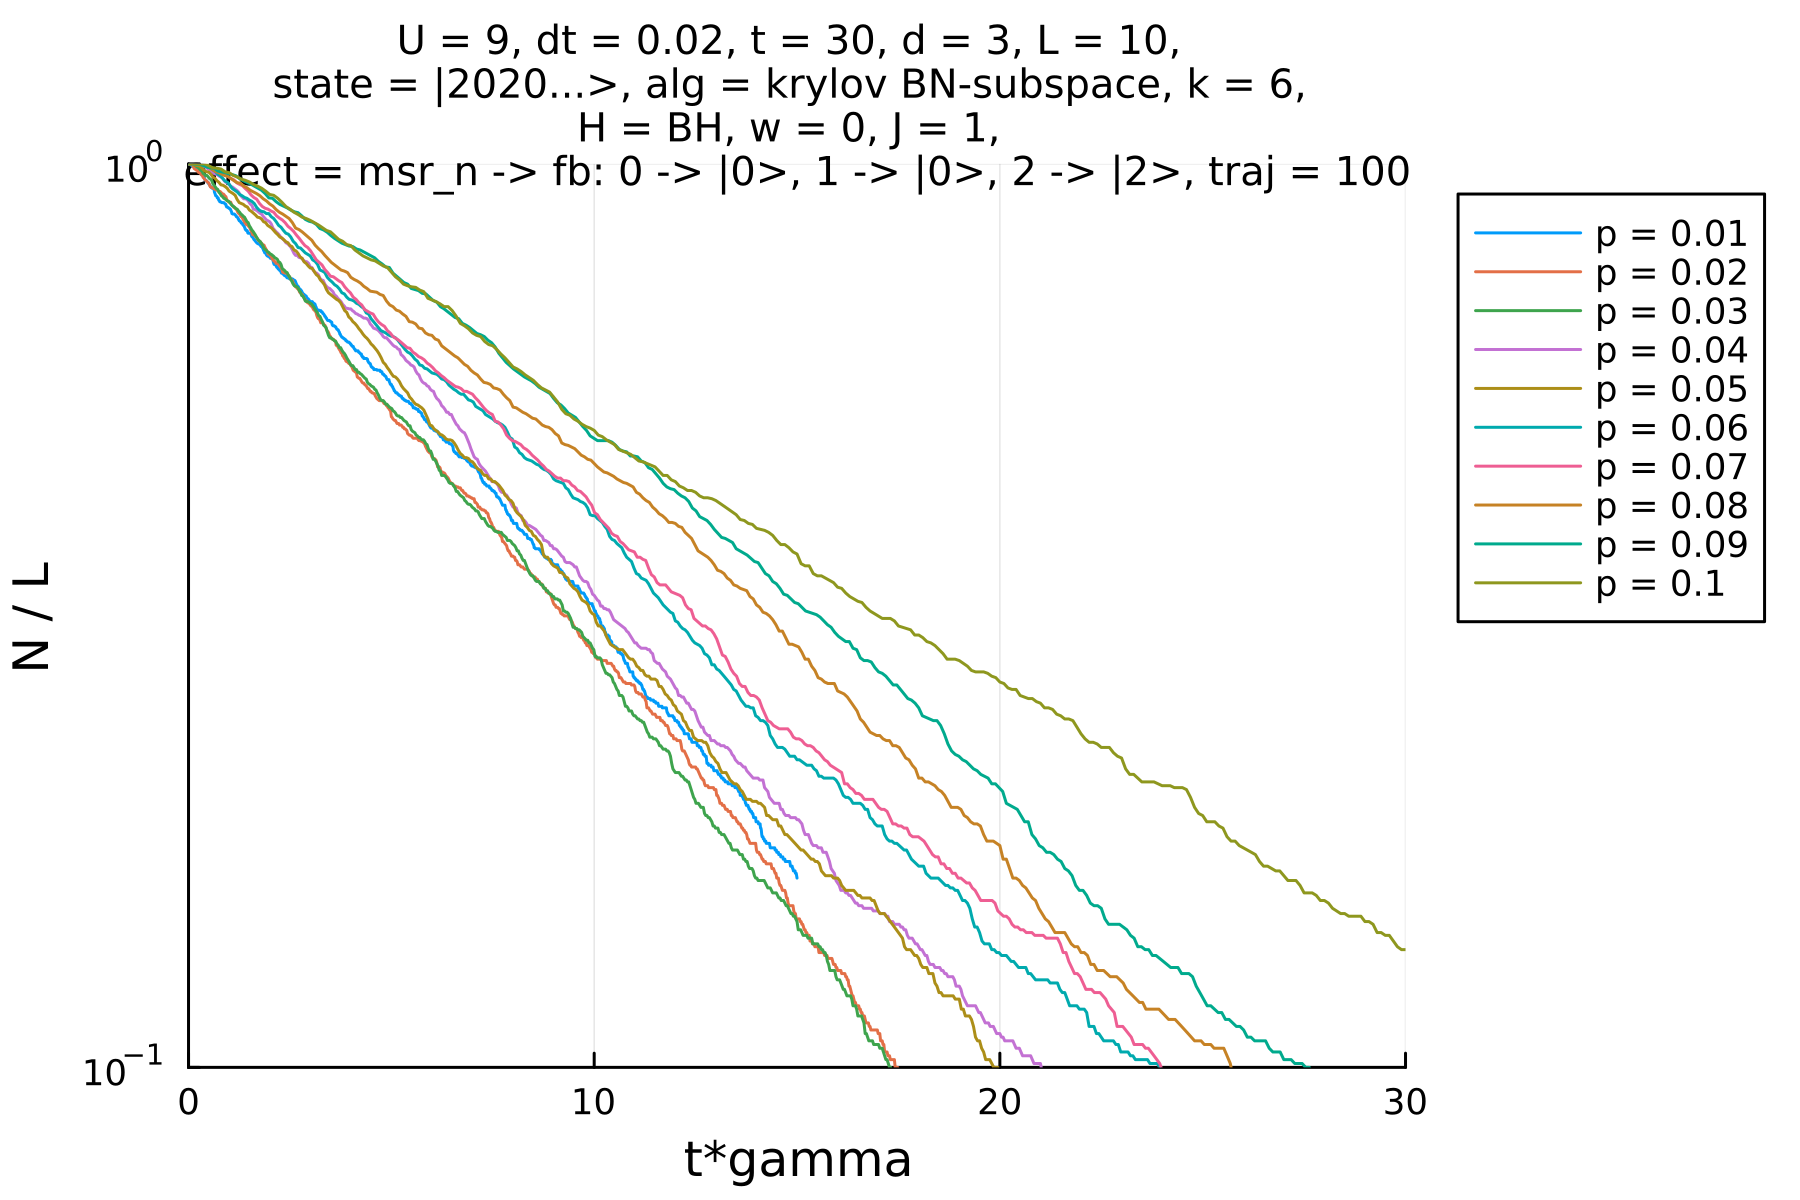 U = 9, dt = 0.02, t = 30, d = 3, L = 10,
state = |2020...>, alg = krylov BN-subspace, k = 6,
H = BH, w = 0, J = 1,
effect = msr_n -> fb: 0 -> |0>, 1 -> |0>, 2 -> |2>, traj = 100
10⁰
10⁻¹
N / L
0 10 20 30
t*gamma
p = 0.01
p = 0.02
p = 0.03
p = 0.04
p = 0.05
p = 0.06
p = 0.07
p = 0.08
p = 0.09
p = 0.1